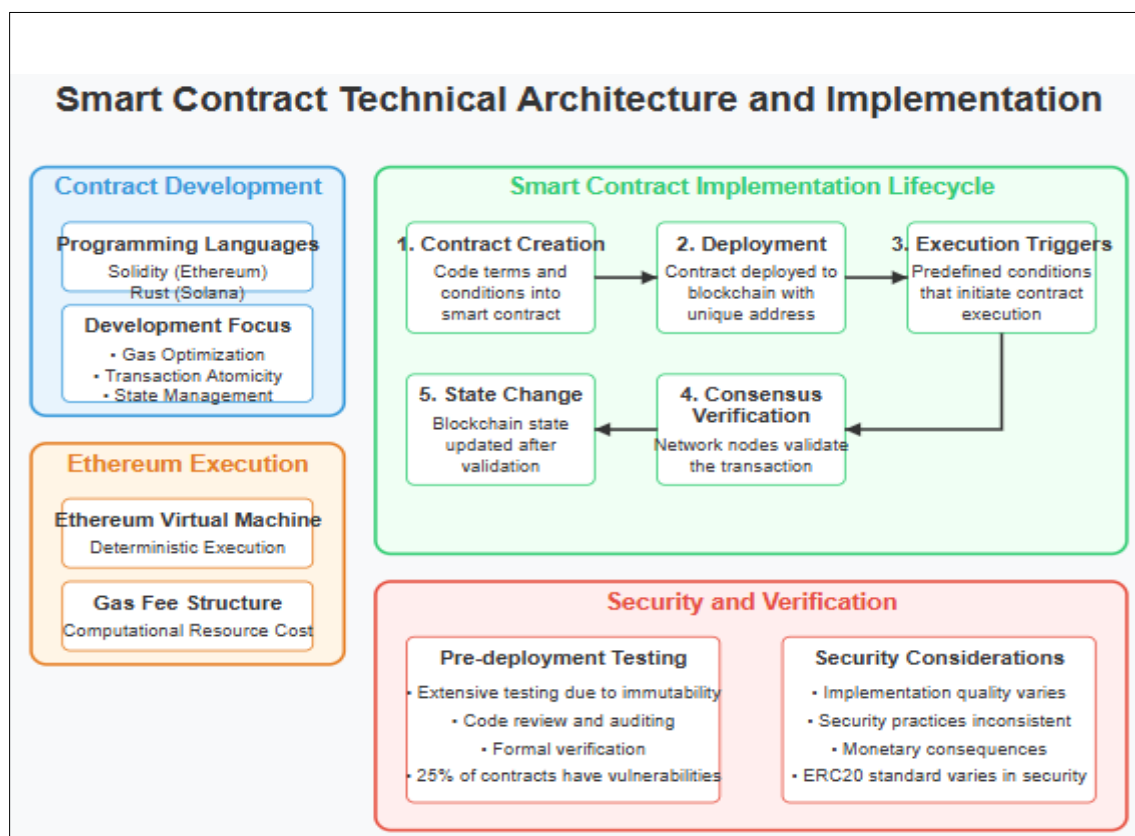 Smart Contract Technical Architecture and Implementation
Contract Development
Programming Languages
Solidity (Ethereum)
Rust (Solana)
Development Focus
• Gas Optimization
• Transaction Atomicity
• State Management
Ethereum Execution
Ethereum Virtual Machine
Deterministic Execution
Gas Fee Structure
Computational Resource Cost
Smart Contract Implementation Lifecycle
1. Contract Creation
Code terms and
conditions into
smart contract
2. Deployment
Contract deployed to
blockchain with
unique address
3. Execution Triggers
Predefined conditions
that initiate contract
execution
4. Consensus
Verification
Network nodes validate
the transaction
5. State Change
Blockchain state
updated after
validation
Security and Verification
Pre-deployment Testing
• Extensive testing due to immutability
• Code review and auditing
• Formal verification
• 25% of contracts have vulnerabilities
Security Considerations
• Implementation quality varies
• Security practices inconsistent
• Monetary consequences
• ERC20 standard varies in security